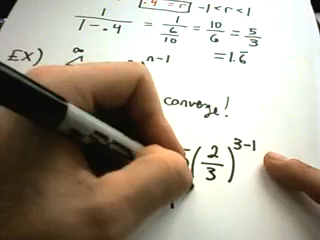 .4 = r -1 < r < 1
1/(1-.4) = 1/(6/10) = 10/6 = 5/3
= 1.6̅
EX) ∞ n-1
converge!
(2/3)^(3-1)